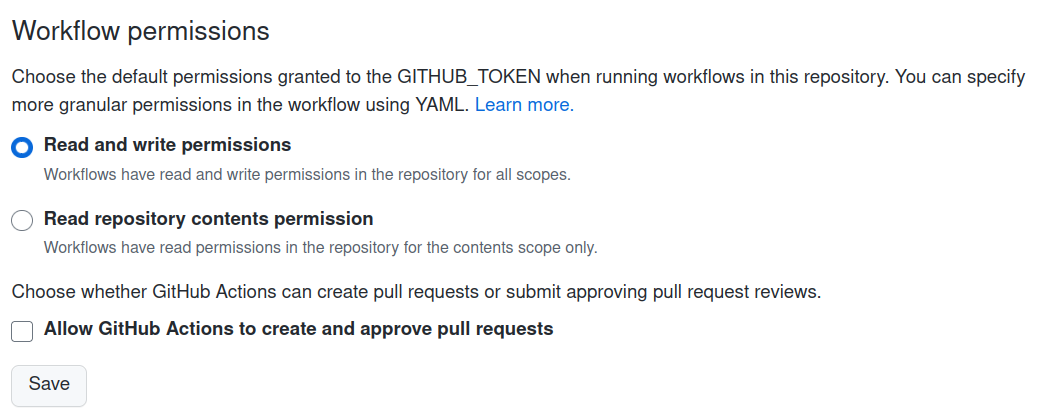 Workflow permissions
Choose the default permissions granted to the GITHUB_TOKEN when running workflows in this repository. You can specify
more granular permissions in the workflow using YAML. Learn more.
Read and write permissions
Workflows have read and write permissions in the repository for all scopes.
Read repository contents permission
Workflows have read permissions in the repository for the contents scope only.
Choose whether GitHub Actions can create pull requests or submit approving pull request reviews.
Allow GitHub Actions to create and approve pull requests
Save